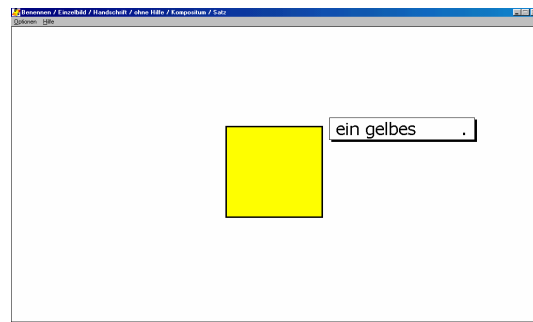 Benennen / Einzelbild / Handschrift / ohne Hilfe / Kompositum / Satz
Optionen Hilfe
ein gelbes .